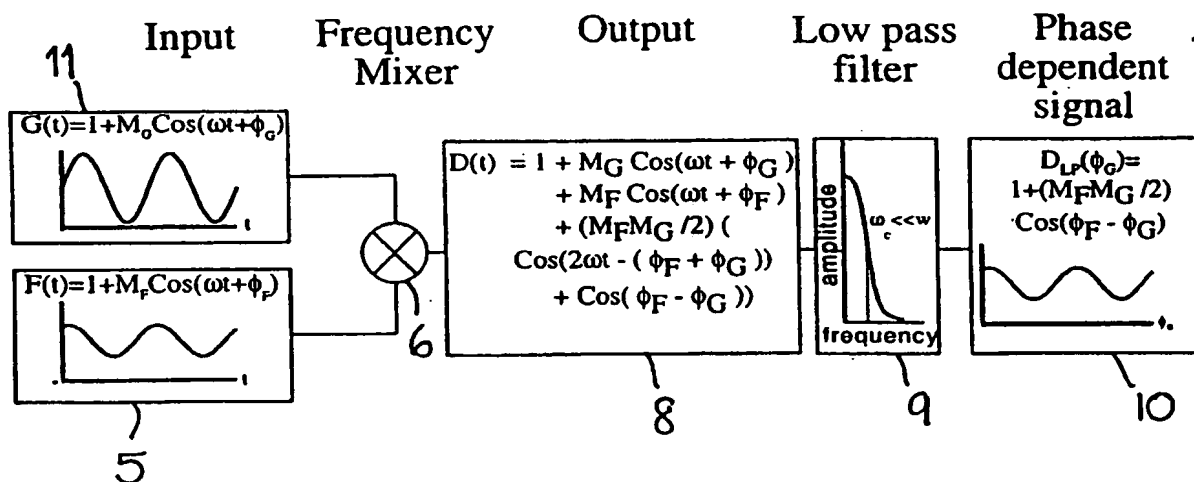 Input
Frequency
Mixer
Output
Low pass
filter
Phase
dependent
signal
11
G(t)=1+M_O Cos(ωt+ϕ_G)
t
F(t)=1+M_F Cos(ωt+ϕ_F)
t
5
6
D(t) = 1 + M_G Cos(ωt + ϕ_G)
+ M_F Cos(ωt + ϕ_F)
+ (M_F M_G /2) (
Cos(2ωt - ( ϕ_F + ϕ_G))
+ Cos( ϕ_F - ϕ_G))
8
amplitude
ω_c <<w
frequency
9
D_LP(ϕ_G)=
1+(M_F M_G /2)
Cos(ϕ_F - ϕ_G)
10